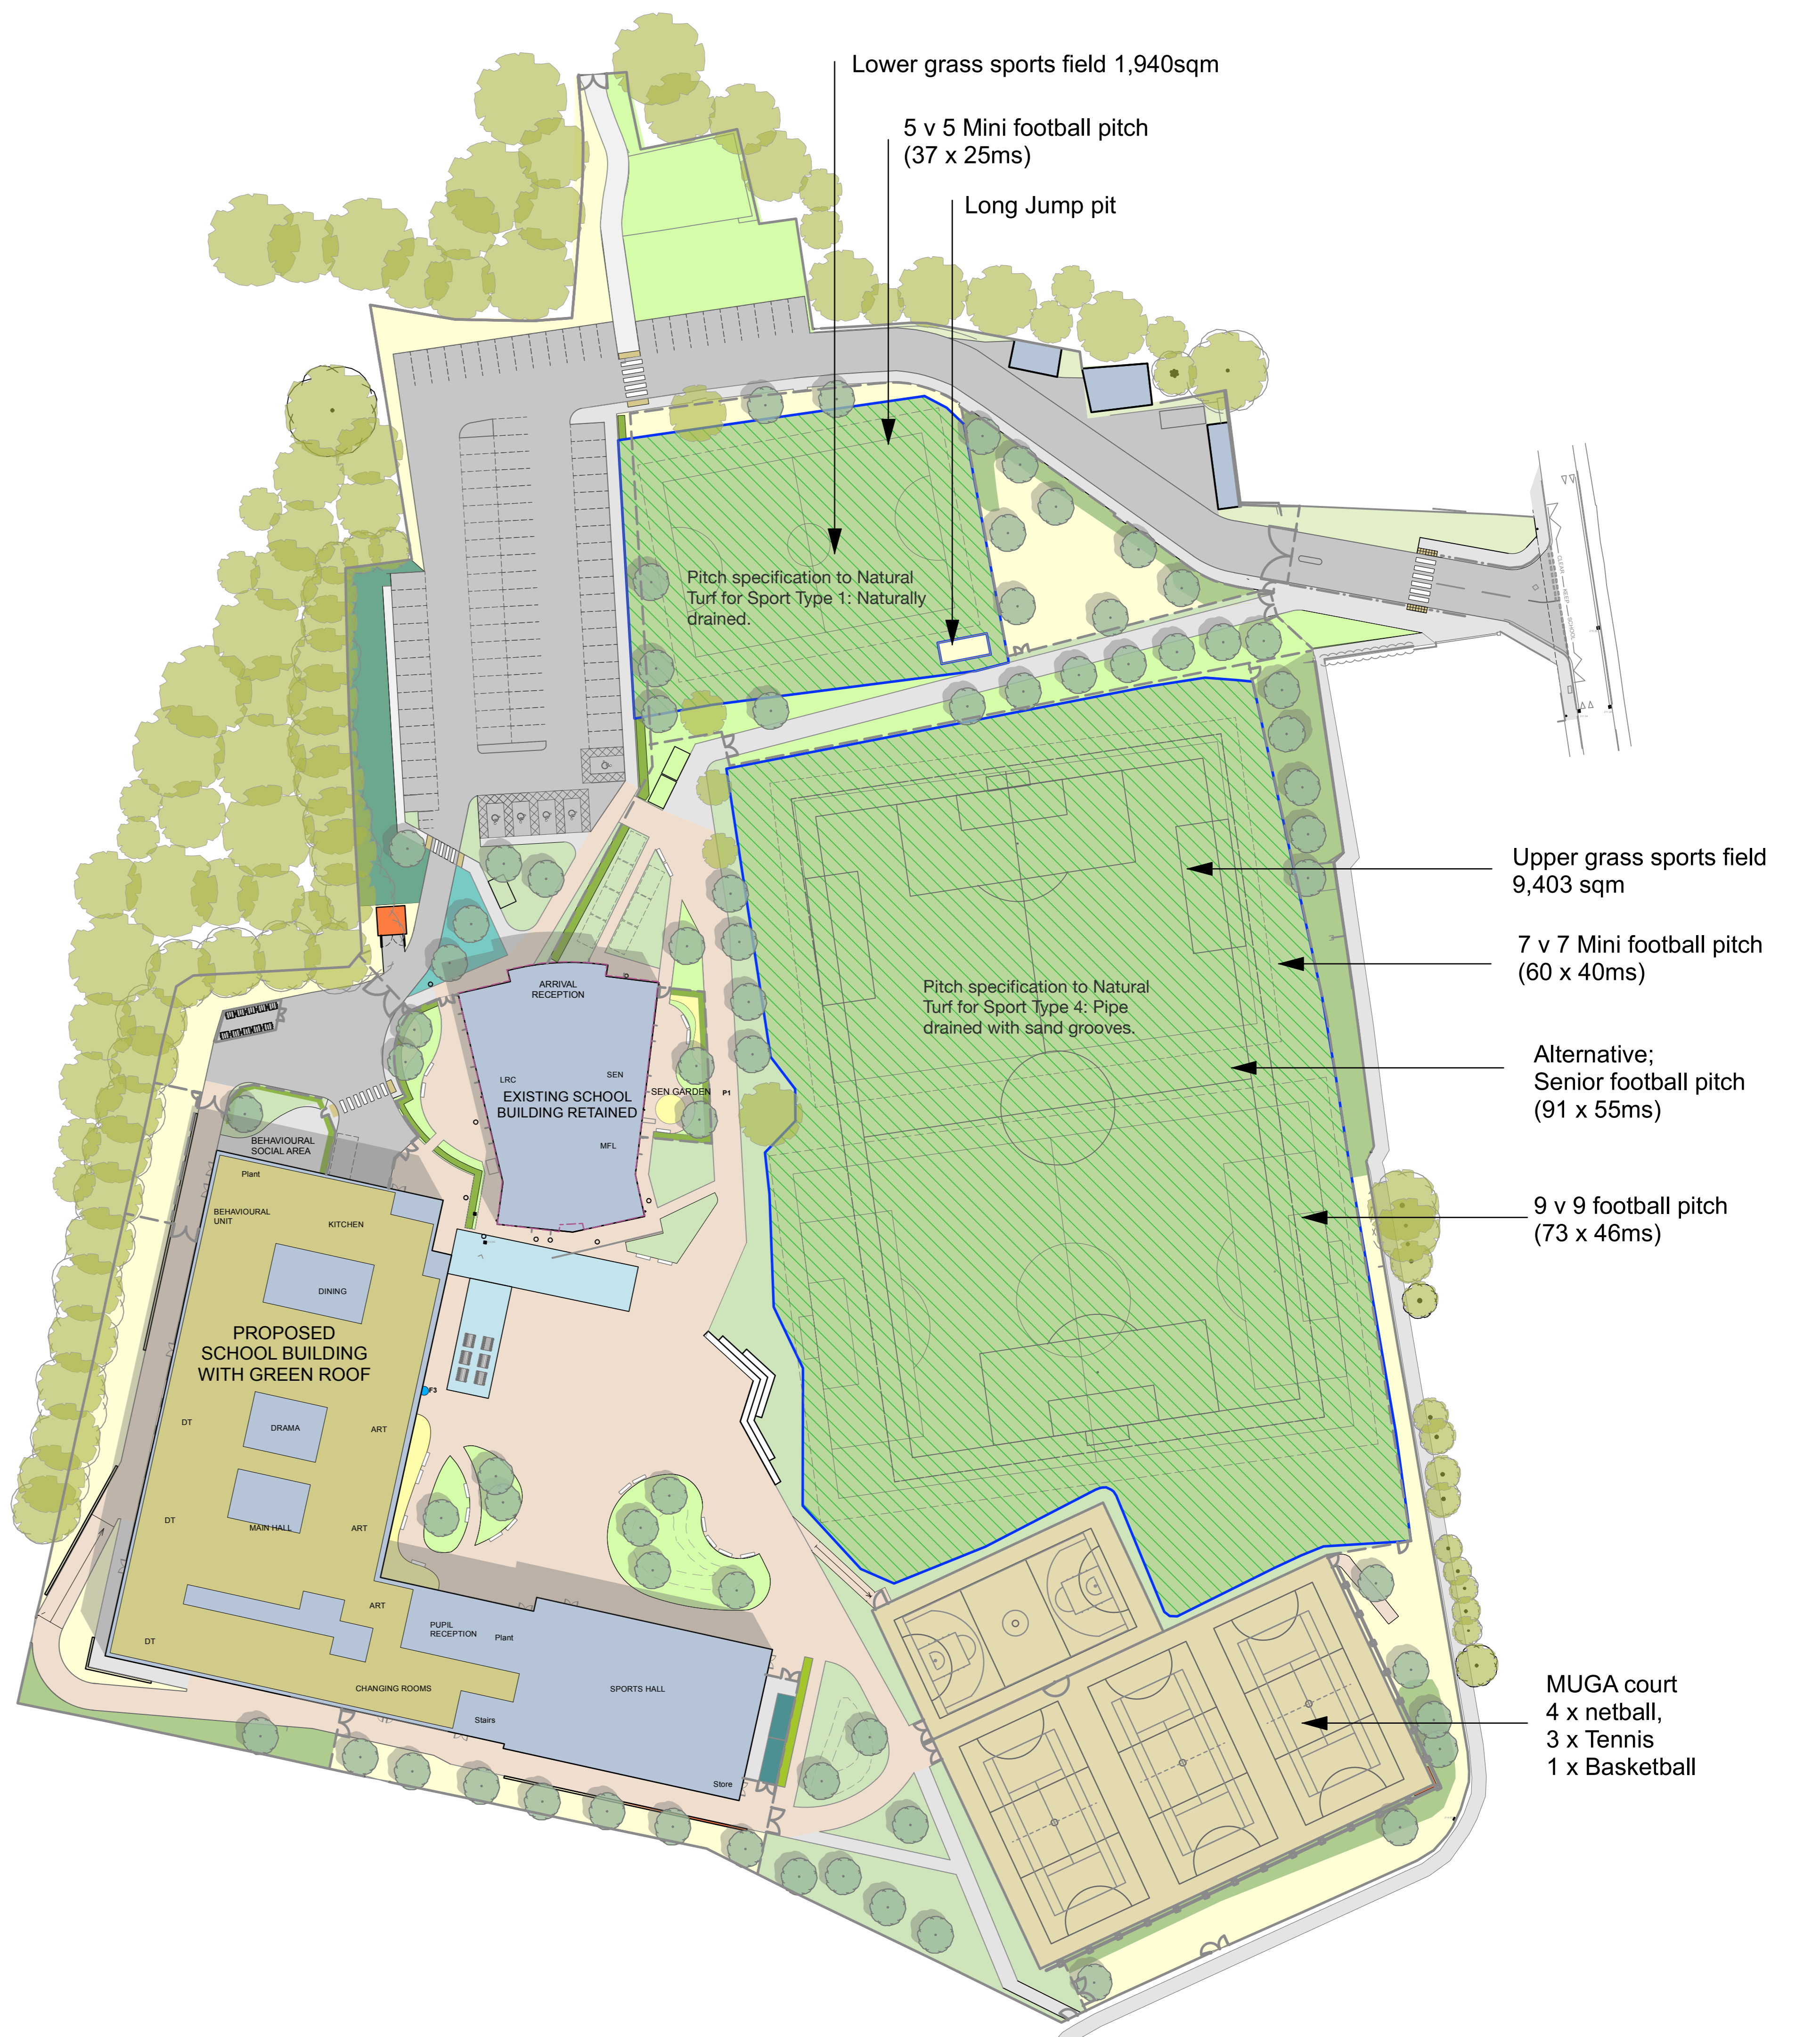 Lower grass sports field 1,940sqm
5 v 5 Mini football pitch
(37 x 25ms)
Long Jump pit
Pitch specification to Natural
Turf for Sport Type 1: Naturally
drained.
CLEAR
KEEP
SCHOOL
Upper grass sports field
9,403 sqm
7 v 7 Mini football pitch
(60 x 40ms)
Pitch specification to Natural
Turf for Sport Type 4: Pipe
drained with sand grooves.
Alternative;
Senior football pitch
(91 x 55ms)
9 v 9 football pitch
(73 x 46ms)
ARRIVAL
RECEPTION
LRC
SEN
EXISTING SCHOOL
BUILDING RETAINED
SEN GARDEN
P1
MFL
BEHAVIOURAL
SOCIAL AREA
Plant
BEHAVIOURAL
UNIT
KITCHEN
DINING
PROPOSED
SCHOOL BUILDING
WITH GREEN ROOF
F3
DT
DRAMA
ART
DT
MAIN HALL
ART
ART
DT
PUPIL
RECEPTION
Plant
CHANGING ROOMS
SPORTS HALL
Stairs
Store
MUGA court
4 x netball,
3 x Tennis
1 x Basketball